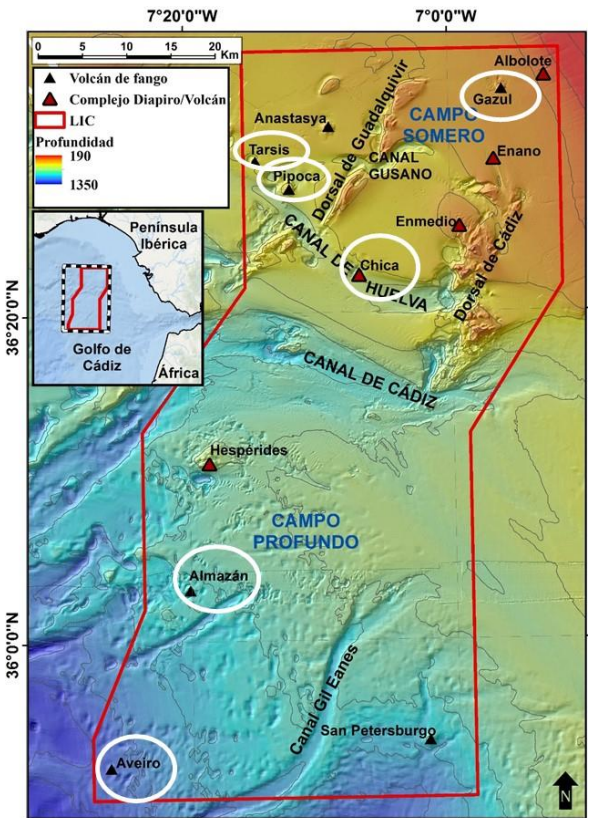 7°20'0"W
7°0'0"W
0 5 10 15 20
Km
Volcán de fango
Complejo Diapiro/Volcán
LIC
Profundidad
190
1350
Península
Ibérica
Golfo de
Cádiz
África
Albolote
Gazul
CAMPO
SOMERO
Anastasya
Tarsis
Pipoca
Dorsal de Guadalquivir
CANAL
GUSANO
Enano
Enmedio
Chica
CANAL DE HUELVA
Dorsal de Cádiz
36°20'0"N
CANAL DE CÁDIZ
Hespérides
CAMPO
PROFUNDO
Almazán
36°0'0"N
Canal Gil Eanes
San Petersburgo
Aveiro
N